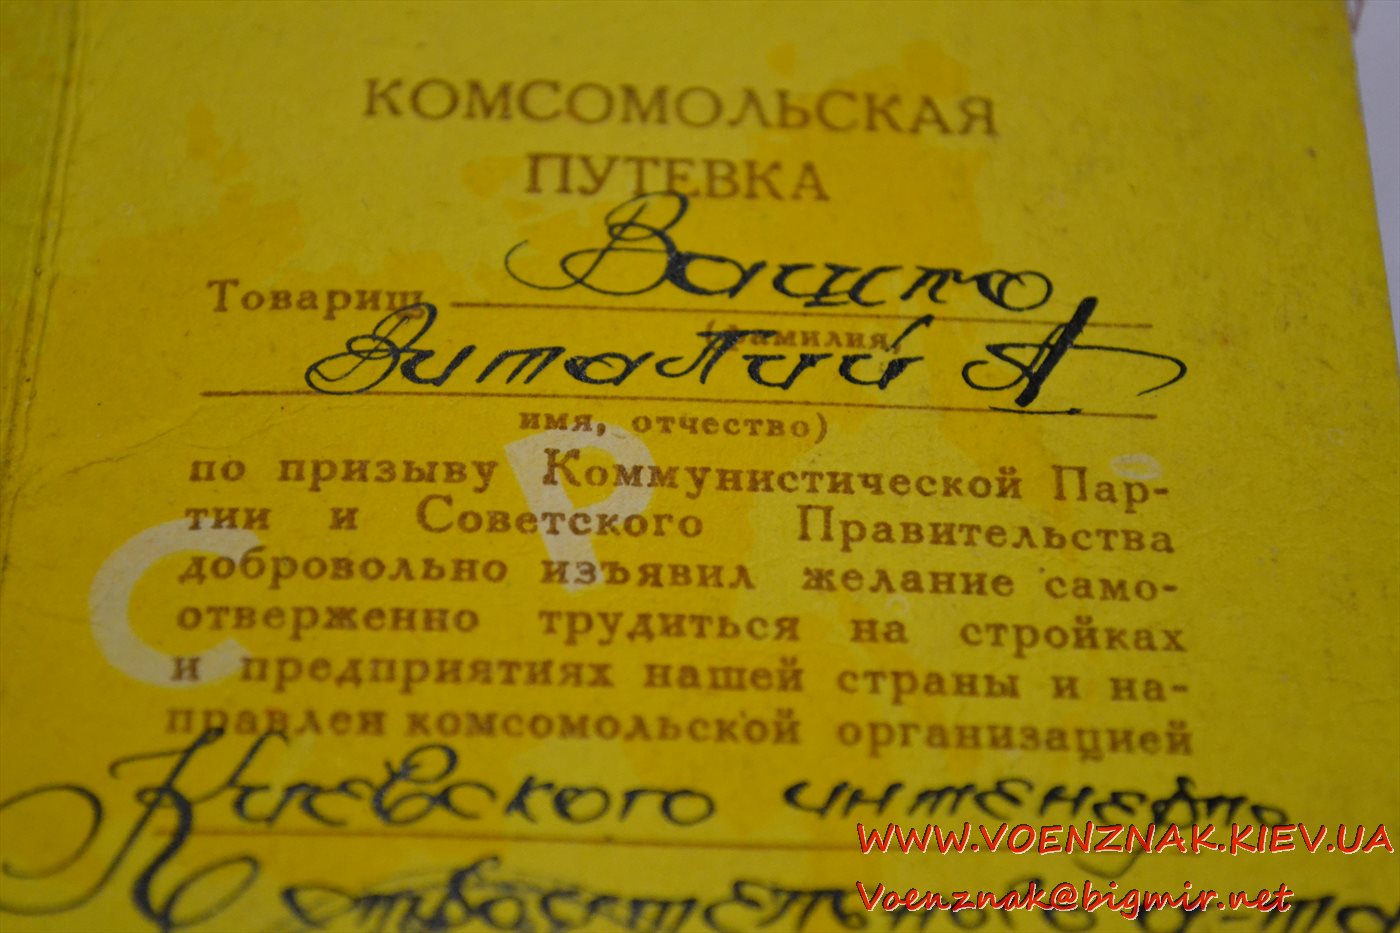 КОМСОМОЛЬСКАЯ
ПУТЕВКА
Товарищ
(фамилия,
Виталий А
имя, отчество)
по призыву Коммунистической Пар-
тии и Советского Правительства
добровольно изъявил желание само-
отверженно трудиться на стройках
и предприятиях нашей страны и на-
правлен комсомольской организацией
Киевского
WWW.VOENZNAK.KIEV.UA
Voenznak@bigmir.net
С
Р